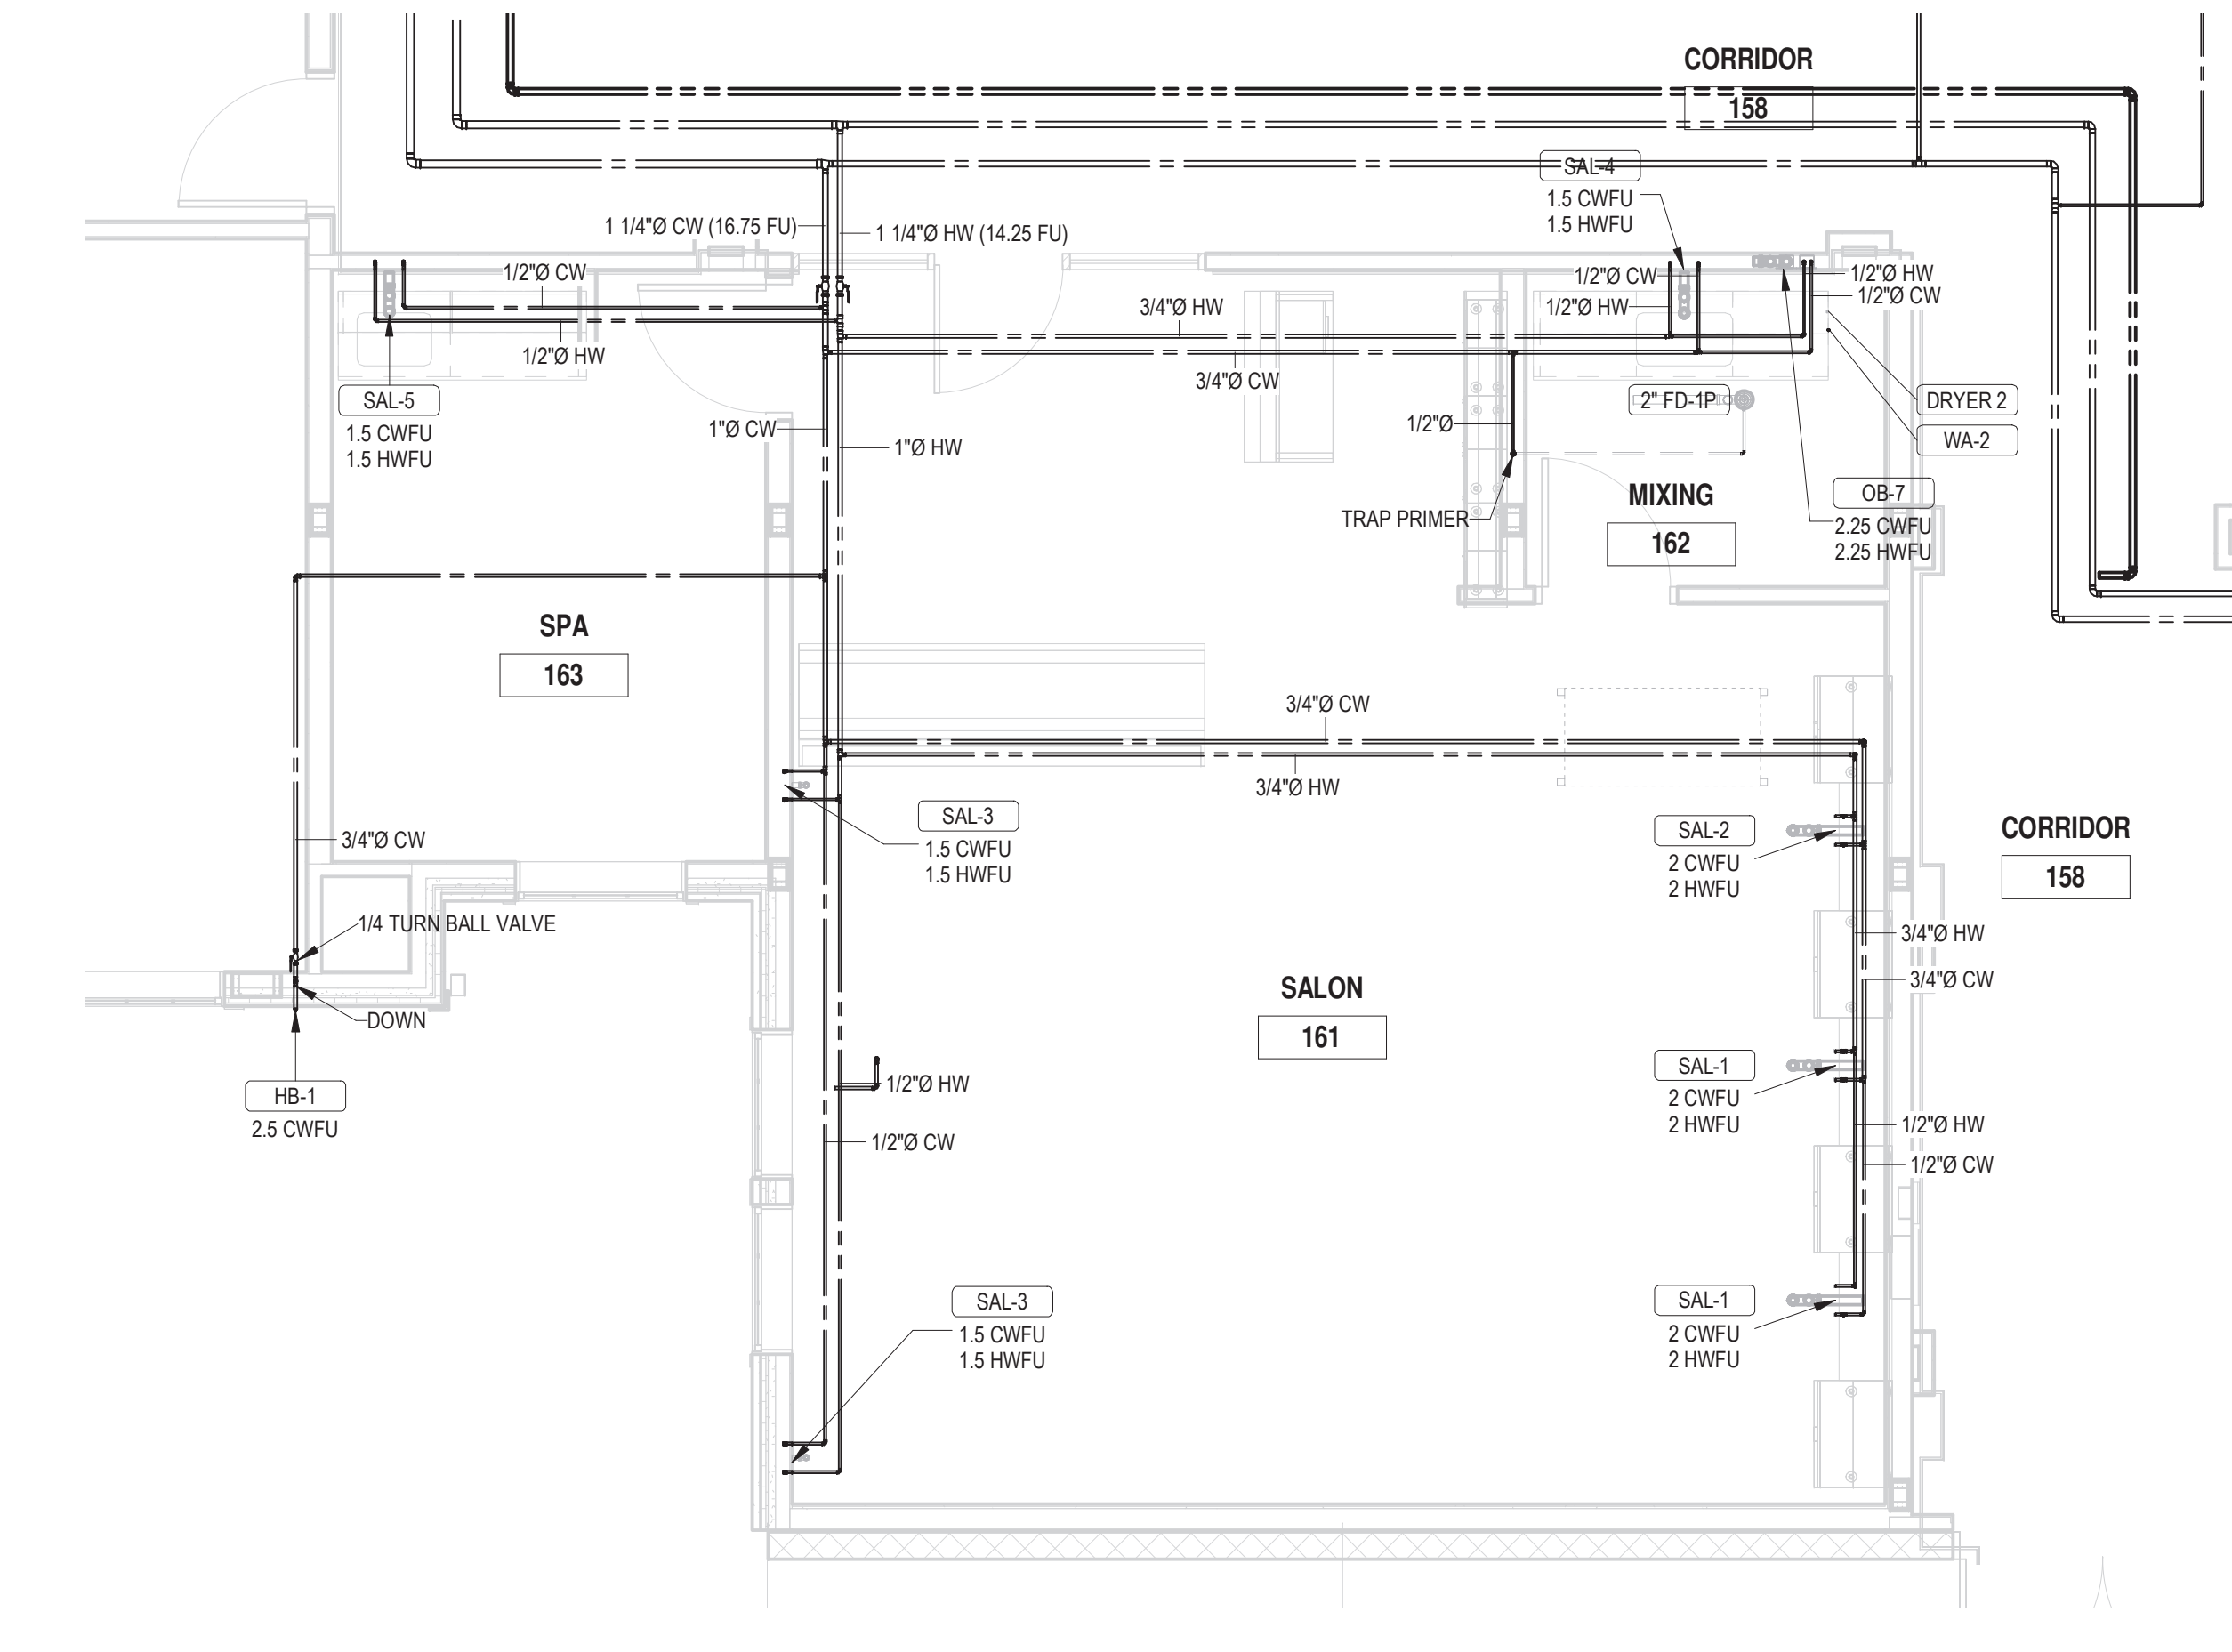 CORRIDOR
158
SAL-4
1.5 CWFU
1.5 HWFU
1 1/4"Ø CW (16.75 FU)
1 1/4"Ø HW (14.25 FU)
1/2"Ø CW
1/2"Ø HW
SAL-5
1.5 CWFU
1.5 HWFU
3/4"Ø HW
3/4"Ø CW
1/2"Ø CW
1/2"Ø HW
1/2"Ø HW
1/2"Ø CW
1"Ø CW
1"Ø HW
1/2"Ø
2" FD-1P
DRYER 2
WA-2
TRAP PRIMER
MIXING
162
OB-7
2.25 CWFU
2.25 HWFU
SPA
163
3/4"Ø CW
3/4"Ø HW
SAL-3
1.5 CWFU
1.5 HWFU
SAL-2
2 CWFU
2 HWFU
CORRIDOR
158
3/4"Ø CW
1/4 TURN BALL VALVE
DOWN
HB-1
2.5 CWFU
3/4"Ø HW
3/4"Ø CW
SALON
161
1/2"Ø HW
1/2"Ø CW
SAL-1
2 CWFU
2 HWFU
1/2"Ø HW
1/2"Ø CW
SAL-3
1.5 CWFU
1.5 HWFU
SAL-1
2 CWFU
2 HWFU